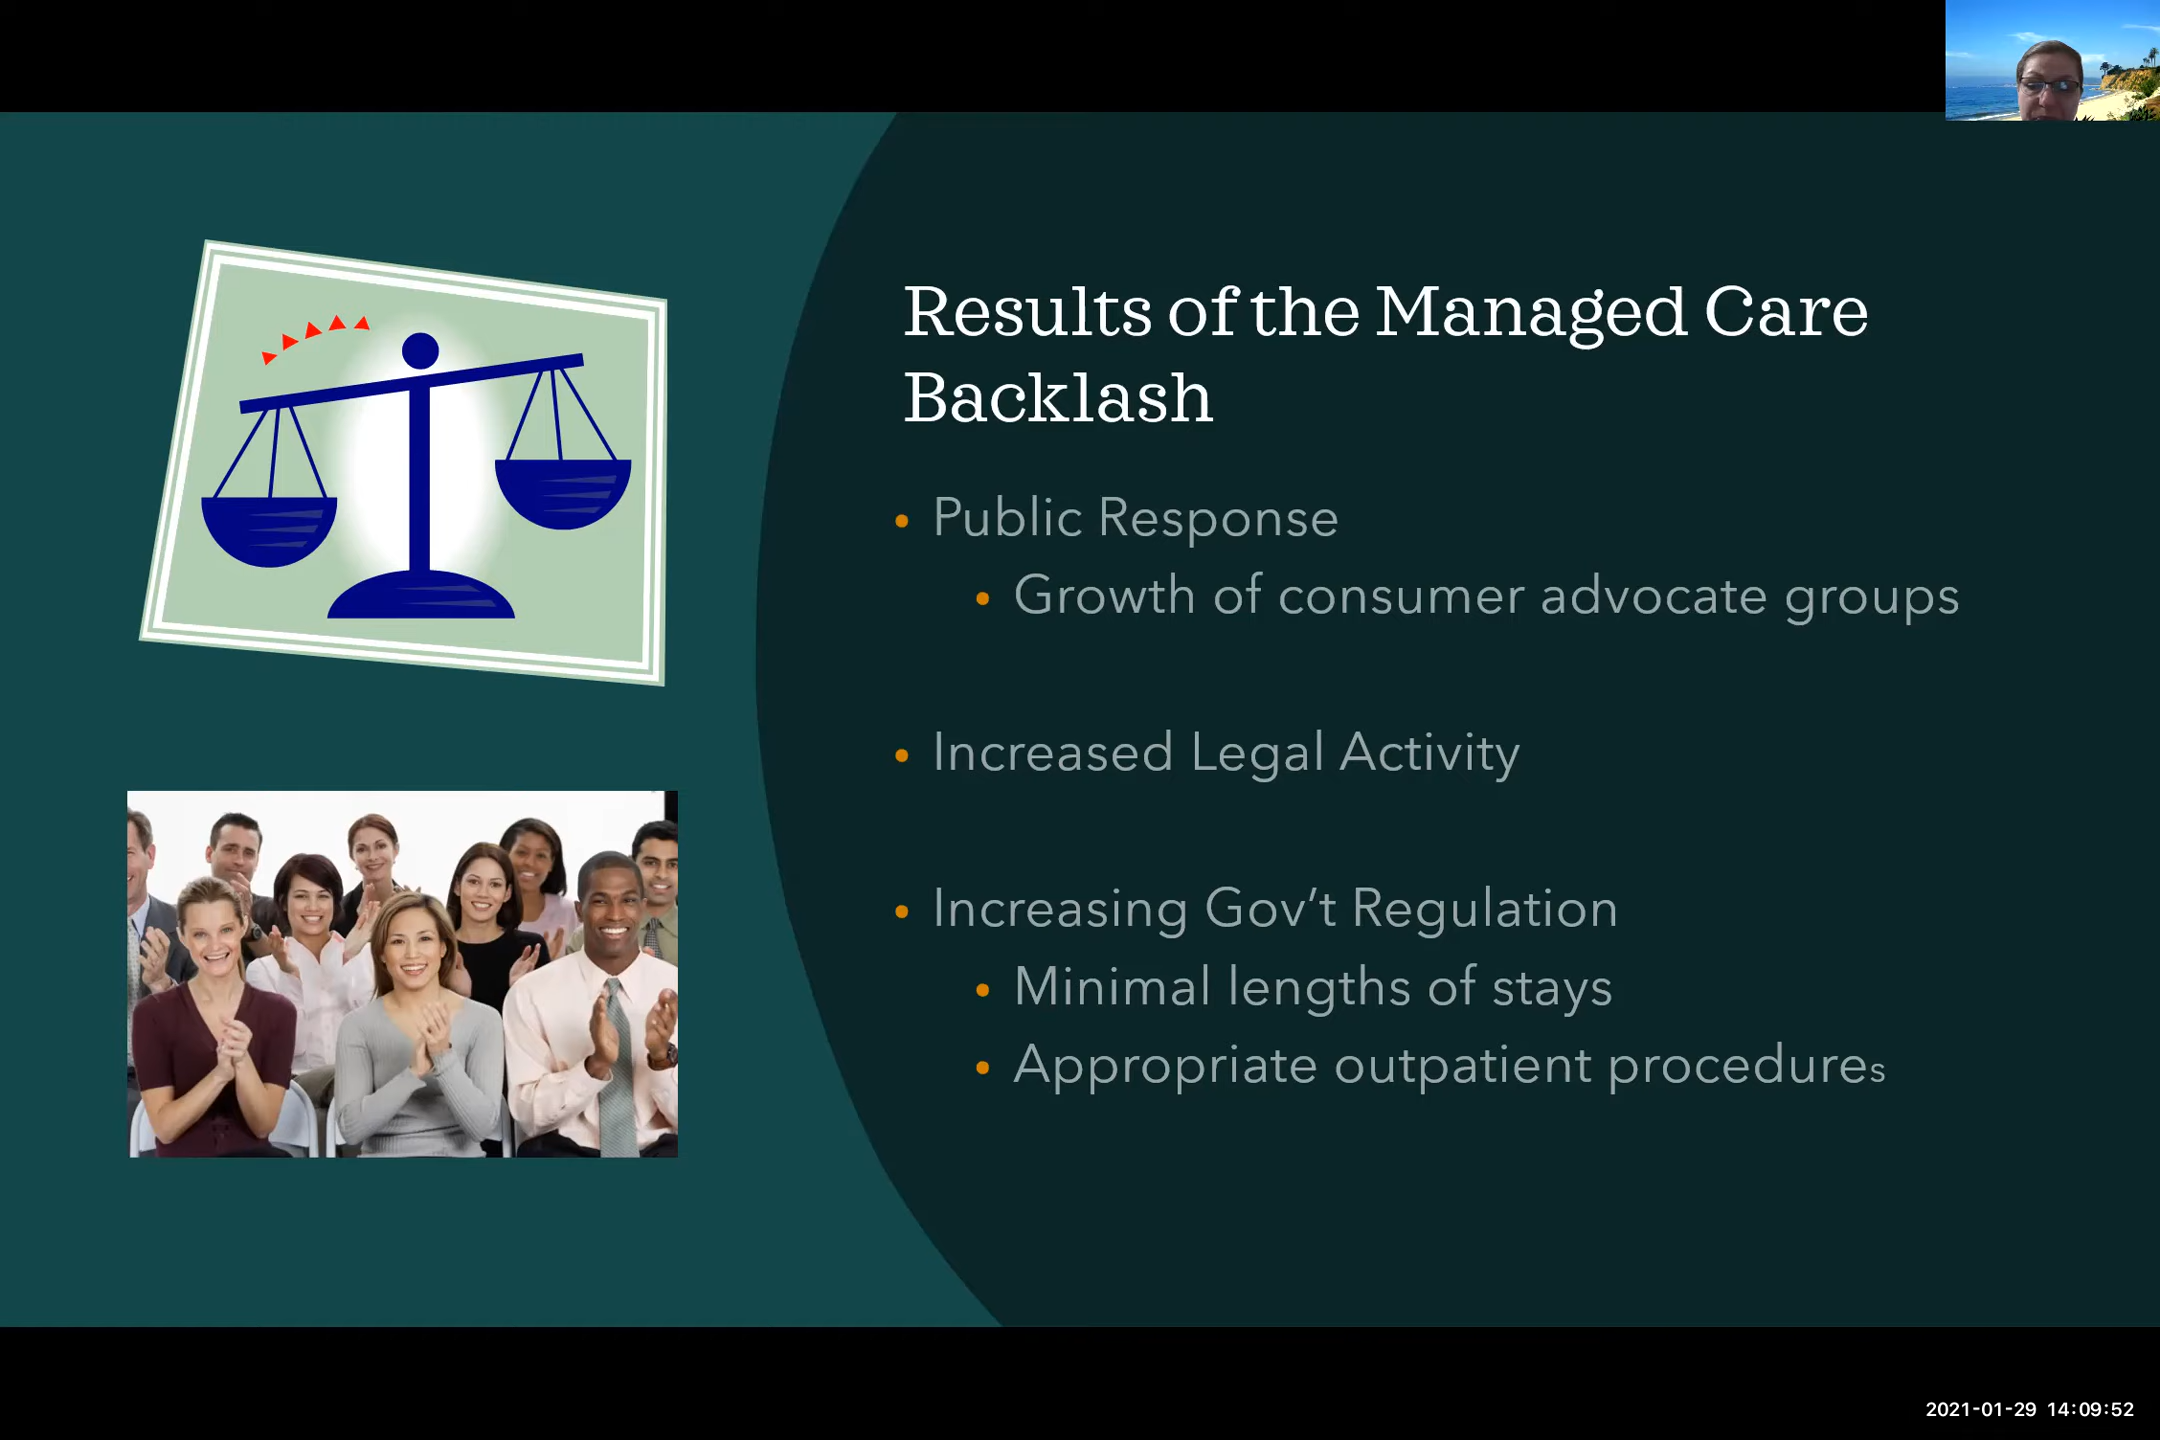 Results of the Managed Care
Backlash
• Public Response
• Growth of consumer advocate groups
• Increased Legal Activity
• Increasing Gov’t Regulation
• Minimal lengths of stays
• Appropriate outpatient procedures
2021-01-29 14:09:52